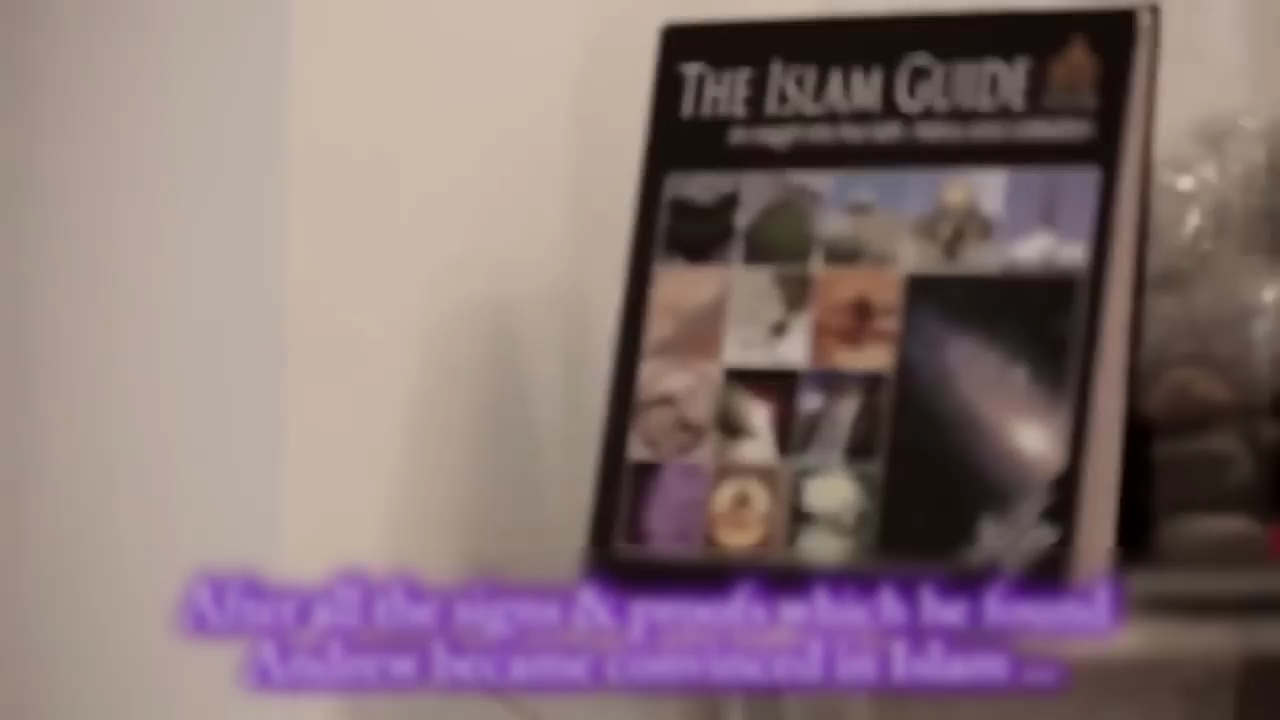 THE ISLAM GUIDE
After all the signs & proofs which he found
Andrew became convinced in Islam ...